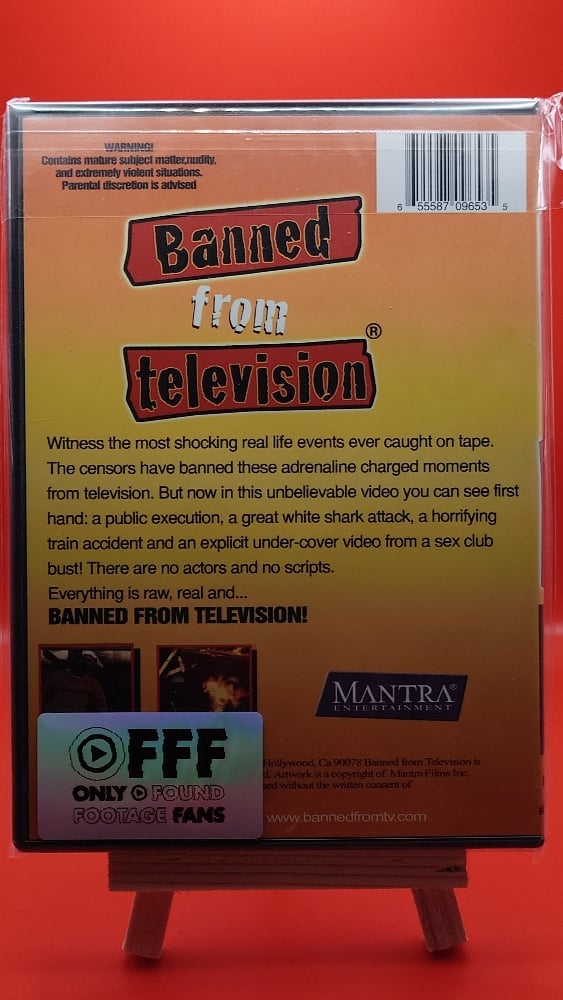 WARNING!
Contains mature subject matter,nudity,
and extremely violent situations.
Parental discretion is advised
6 55587 09653 5
Banned
from
television®
Witness the most shocking real life events ever caught on tape.
The censors have banned these adrenaline charged moments
from television. But now in this unbelievable video you can see first
hand: a public execution, a great white shark attack, a horrifying
train accident and an explicit under-cover video from a sex club
bust! There are no actors and no scripts.
Everything is raw, real and...
BANNED FROM TELEVISION!
MANTRA®
ENTERTAINMENT
OFFF
ONLY FOUND
FOOTAGE FANS
Hollywood, Ca 90078 Banned from Television is
Artwork is a copyright of Mantra Films Inc.
without the written consent of
www.bannedfromtv.com